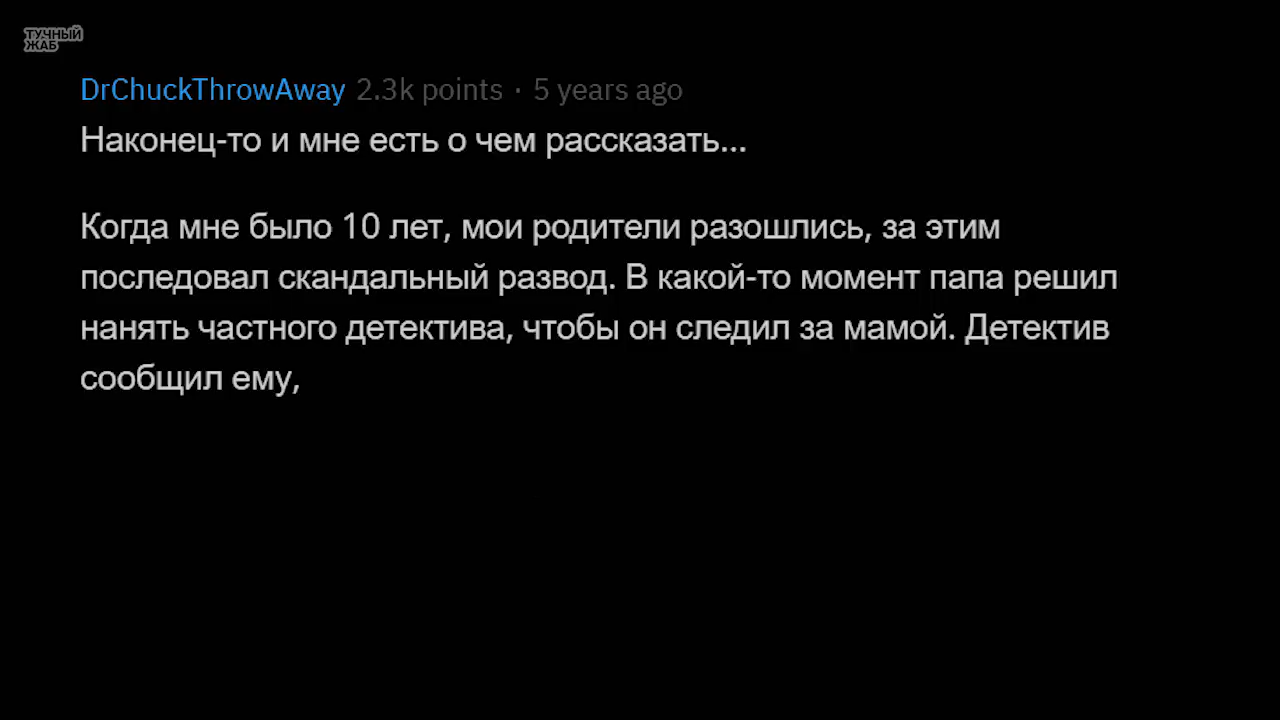 ТУЧНЫЙ
ЖАБ
DrChuckThrowAway 2.3k points · 5 years ago
Наконец-то и мне есть о чем рассказать...
Когда мне было 10 лет, мои родители разошлись, за этим
последовал скандальный развод. В какой-то момент папа решил
нанять частного детектива, чтобы он следил за мамой. Детектив
сообщил ему,